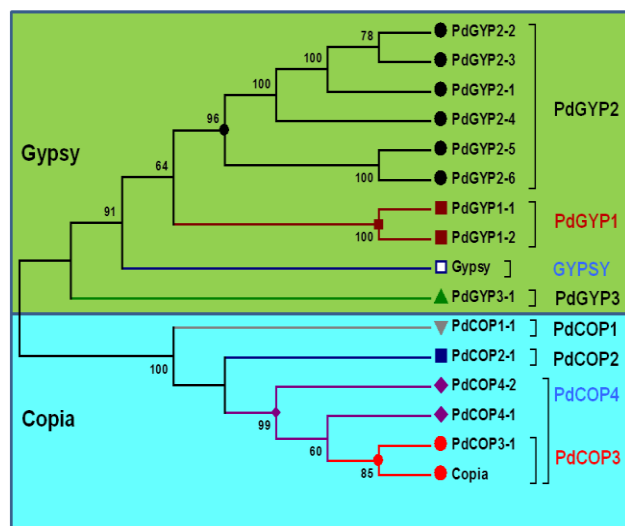 78
PdGYP2-2
PdGYP2-3
100
PdGYP2-1
100
PdGYP2-4
PdGYP2
96
PdGYP2-5
100
PdGYP2-6
Gypsy
64
PdGYP1-1
PdGYP1
100
PdGYP1-2
91
Gypsy
GYPSY
PdGYP3-1
PdGYP3
PdCOP1-1
PdCOP1
100
PdCOP2-1
PdCOP2
PdCOP4-2
PdCOP4
99
PdCOP4-1
Copia
60
PdCOP3-1
PdCOP3
85
Copia